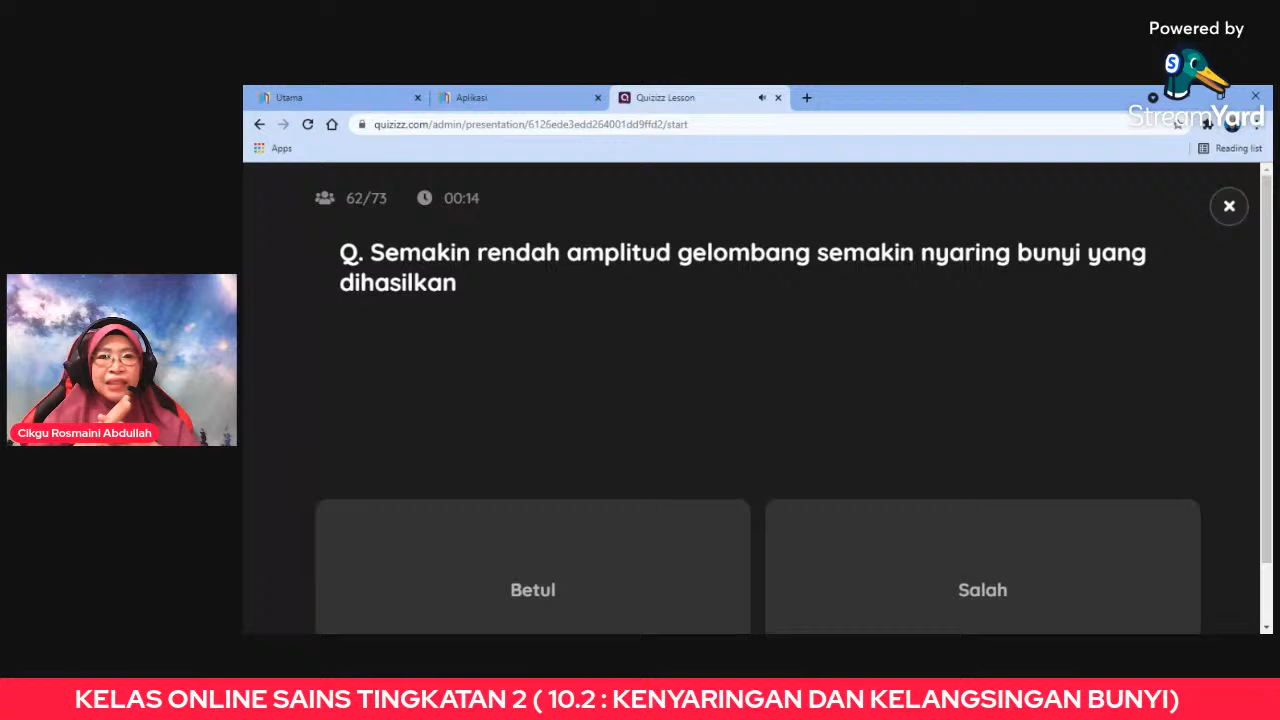 Powered by
S
StreamYard
Utama
Aplikasi
Quizizz Lesson
quizizz.com/admin/presentation/6126ede3edd264001dd9ffd2/start
Apps
Reading list
62/73 00:14
Q. Semakin rendah amplitud gelombang semakin nyaring bunyi yang
dihasilkan
Cikgu Rosmaini Abdullah
Betul
Salah
KELAS ONLINE SAINS TINGKATAN 2 ( 10.2 : KENYARINGAN DAN KELANGSINGAN BUNYI)